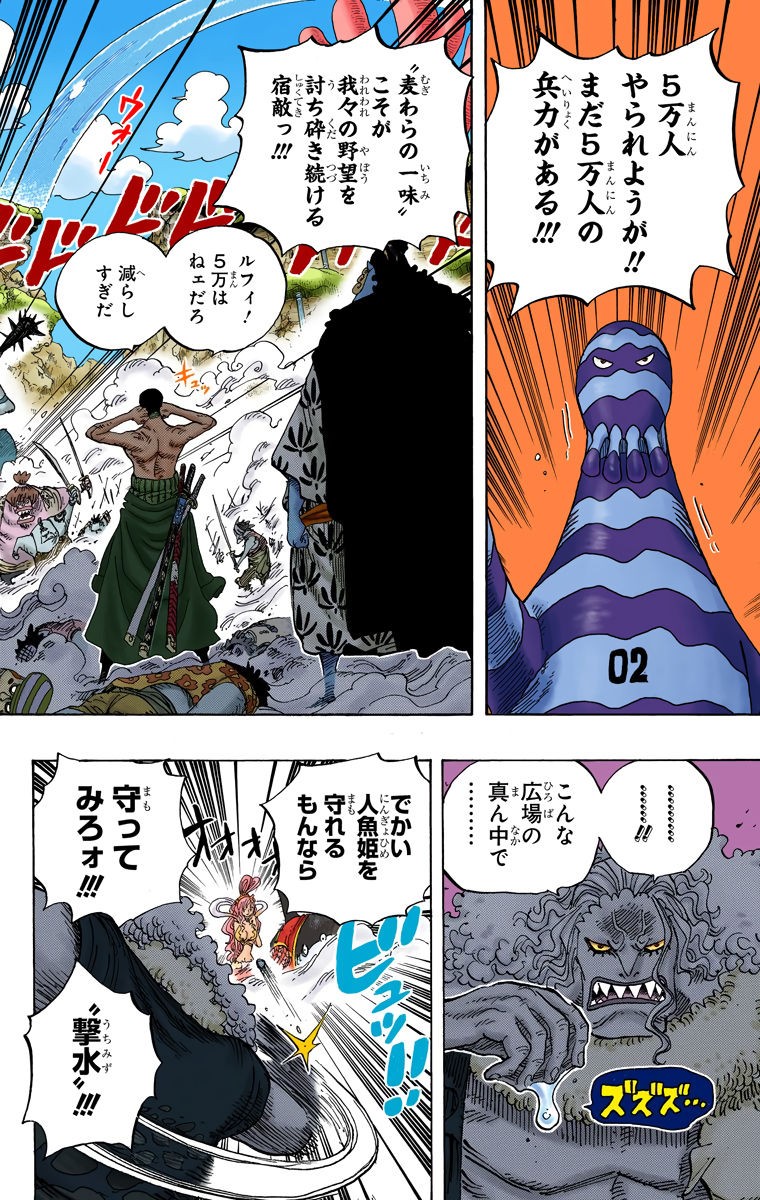 ５万人
やられようが!!
まだ５万人の
兵力がある!!!
02
〝麦わらの一味〟
こそが
我々の野望を
討ち砕き続ける
宿敵っ!!!
ルフィ！
５万は
ねェだろ
減らし
すぎだ
ウォー
ドドドド
キュッ
…………!!
こんな
広場の
真ん中で
………
ズズズ…
でかい
人魚姫を
守れる
もんなら
守って
みろォ!!!
ビュッ!!
〝撃水〟!!!